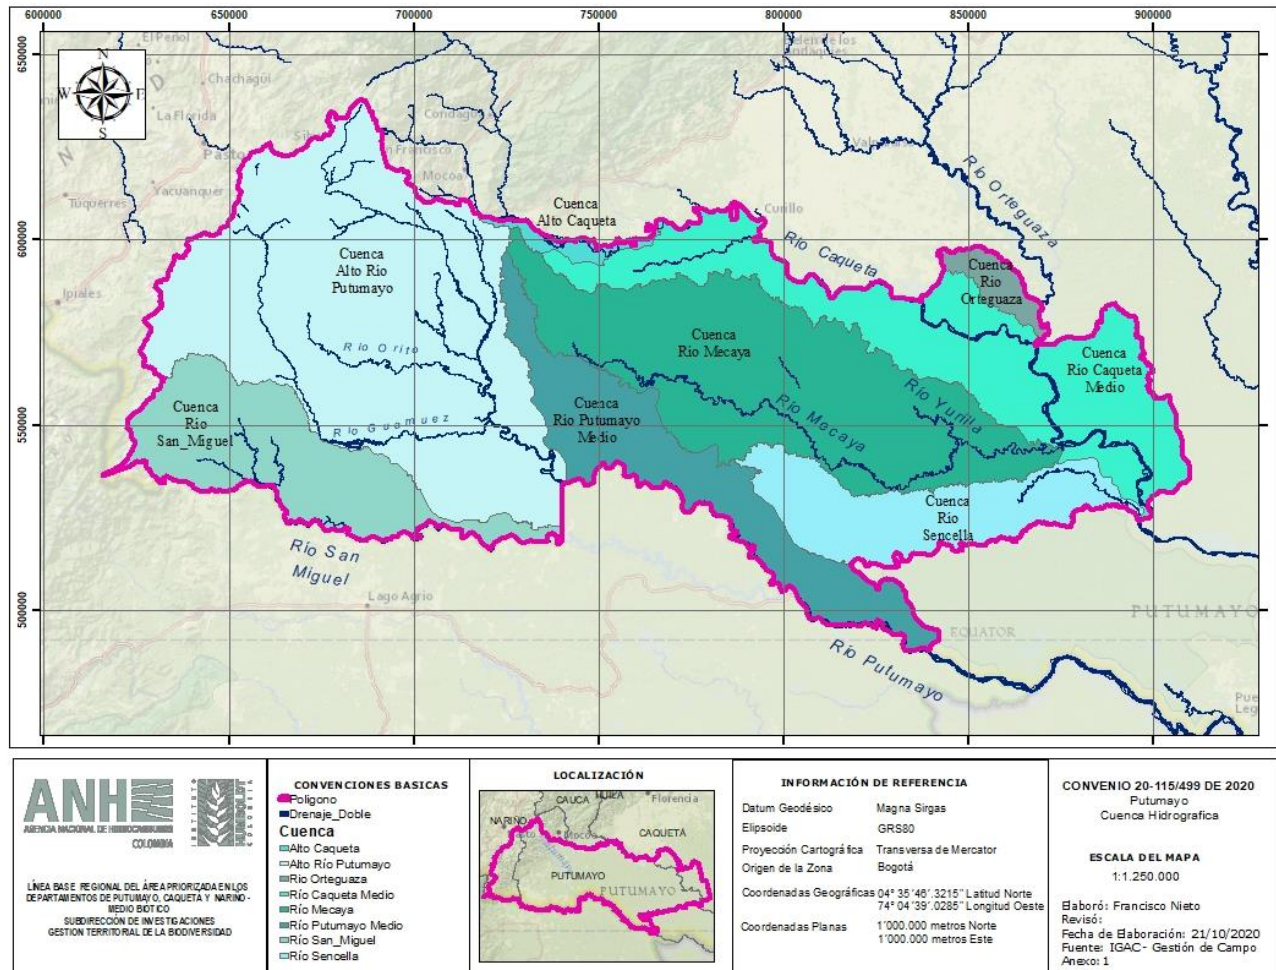 600000
650000
700000
750000
800000
850000
900000
650000
600000
550000
500000
N
W
E
S
El Peñol
Chachagüí
La Florida
Pasto
Yacuanquer
Túquerres
Ipiales
Condagua
Mocoa
Curillo
Lago Agrio
PUTUMAYO
EQUATOR
Cuenca
Alto Caqueta
Cuenca
Alto Rio
Putumayo
Río Orito
Río Guamuez
Cuenca
Río
San_Miguel
Río San
Miguel
Cuenca
Río Putumayo
Medio
Cuenca
Rio Mecaya
Río Mecaya
Río Yurilla
Río Caqueta
Río Orteguaza
Cuenca
Rio
Orteguaza
Cuenca
Rio Caqueta
Medio
Cuenca
Río
Sencella
Río Putumayo
ANH
AGENCIA NACIONAL DE HIDROCARBUROS
COLOMBIA
INSTITUTO
HUMBOLDT
COLOMBIA
LÍNEA BASE REGIONAL DEL ÁREA PRIORIZADA EN LOS
DEPARTAMENTOS DE PUTUMAYO, CAQUETA Y NARIÑO -
MEDIO BIOTICO
SUBDIRECCIÓN DE INVESTIGACIONES
GESTION TERRITORIAL DE LA BIODIVERSIDAD
CONVENCIONES BASICAS
Poligono
Drenaje_Doble
Cuenca
Alto Caqueta
Alto Río Putumayo
Rio Orteguaza
Río Caqueta Medio
Río Mecaya
Río Putumayo Medio
Río San_Miguel
Río Sencella
LOCALIZACIÓN
CAUCA
HUILA
Florencia
NARIÑO
Pasto
Mocoa
CAQUETÁ
PUTUMAYO
PUTUMAYO
INFORMACIÓN DE REFERENCIA
Datum Geodésico Magna Sirgas
Elipsoide GRS80
Proyección Cartográfica Transversa de Mercator
Origen de la Zona Bogotá
Coordenadas Geográficas 04° 35'46'.3215" Latitud Norte
74° 04'39'.0285" Longitud Oeste
Coordenadas Planas 1'000.000 metros Norte
1'000.000 metros Este
CONVENIO 20-115/499 DE 2020
Putumayo
Cuenca Hidrografica
ESCALA DEL MAPA
1:1.250.000
Elaboró: Francisco Nieto
Revisó:
Fecha de Elaboración: 21/10/2020
Fuente: IGAC - Gestión de Campo
Anexo: 1